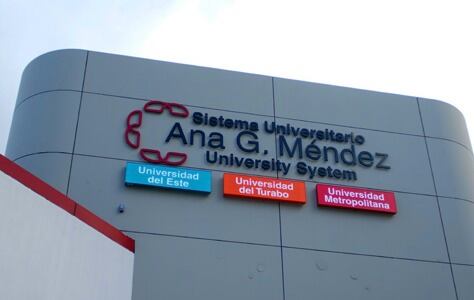 Sistema Universitario
Ana G. Méndez
University System
Universidad
del Este
Universidad
del Turabo
Universidad
Metropolitana